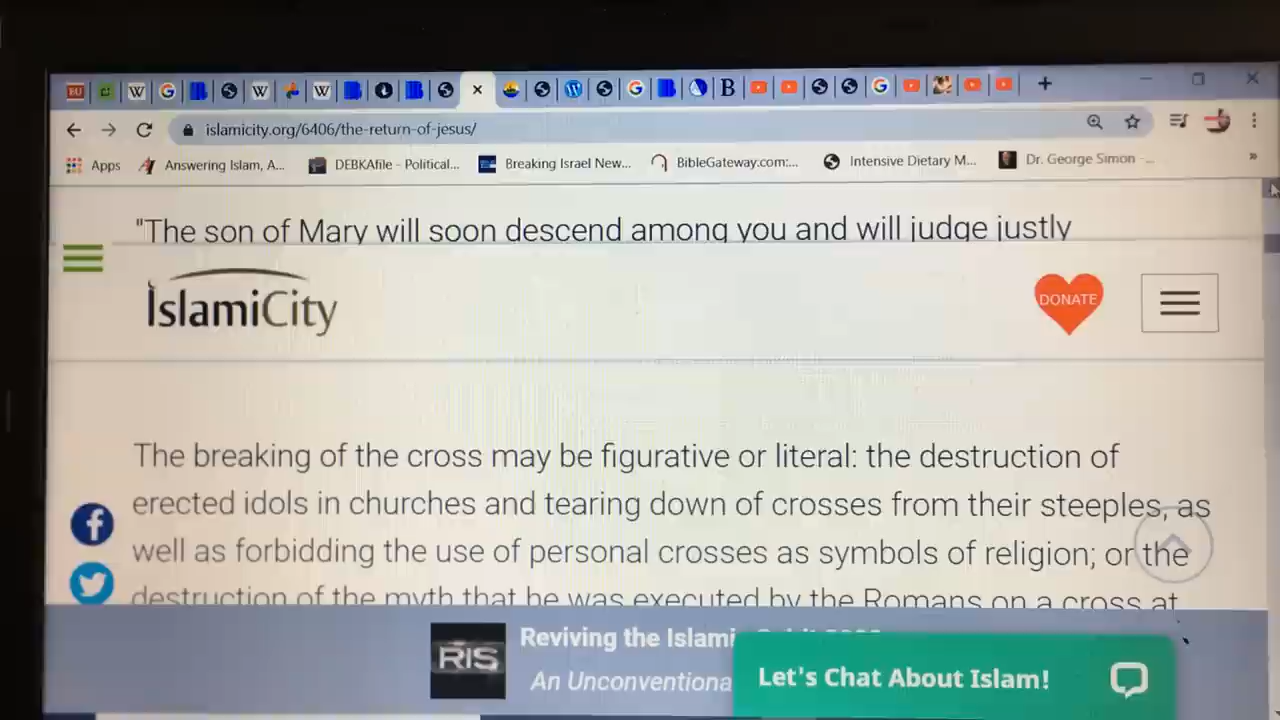 EU
W
G
W
W
G
B
G
islamicity.org/6406/the-return-of-jesus/
Apps
Answering Islam, A...
DEBKAfile - Political...
Breaking Israel New...
BibleGateway.com:...
Intensive Dietary M...
Dr. George Simon -...
"The son of Mary will soon descend among you and will judge justly
IslamiCity
DONATE
The breaking of the cross may be figurative or literal: the destruction of
erected idols in churches and tearing down of crosses from their steeples, as
well as forbidding the use of personal crosses as symbols of religion; or the
destruction of the myth that he was executed by the Romans on a cross at
RIS
Reviving the Islami
An Unconventiona
Let's Chat About Islam!